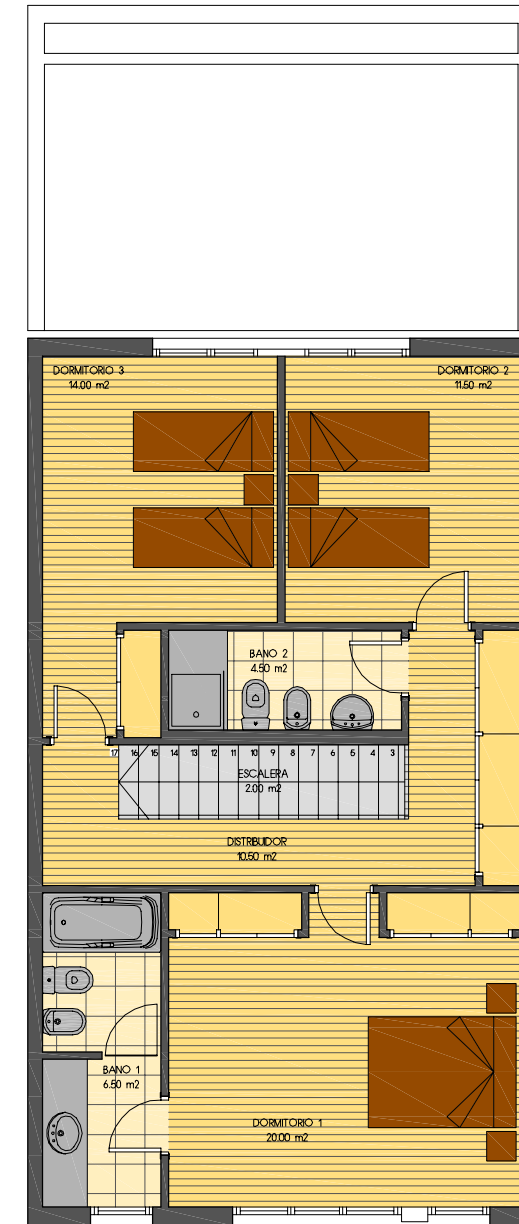 DORMITORIO 3
14.00 m2
DORMITORIO 2
11.50 m2
BANO 2
4.50 m2
17 16 15 14 13 12 11 10 9 8 7 6 5 4 3
ESCALERA
2.00 m2
DISTRIBUIDOR
10.50 m2
BANO 1
6.50 m2
DORMITORIO 1
20.00 m2